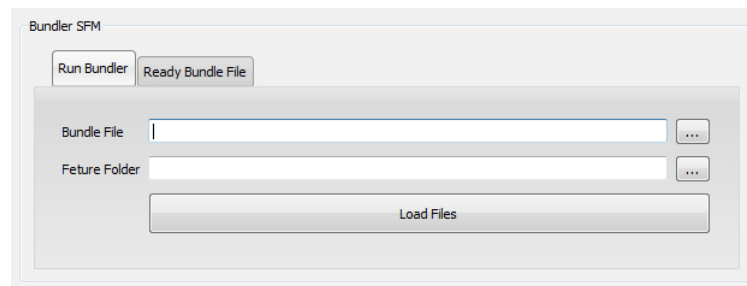 Bundler SFM
Run Bundler Ready Bundle File
Bundle File ...
Feture Folder ...
Load Files